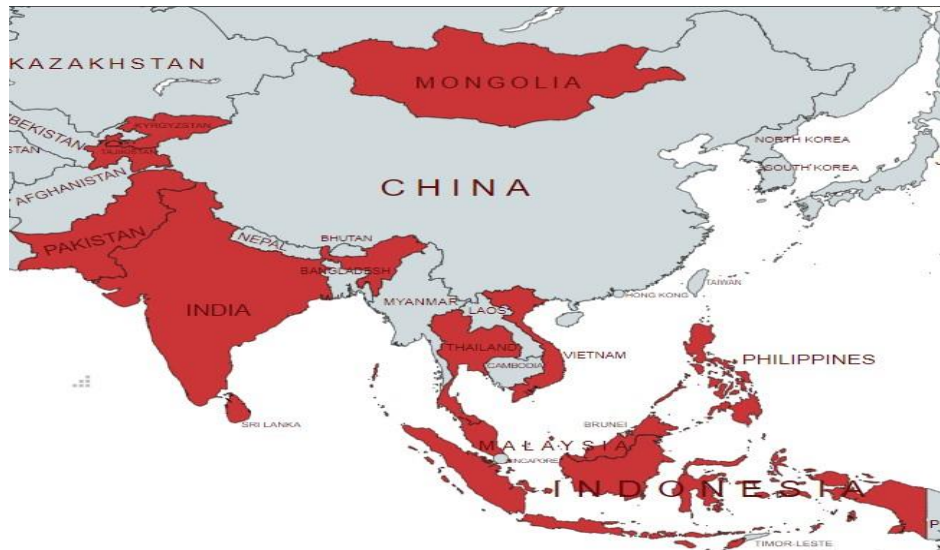 KAZAKHSTAN
MONGOLIA
KYRGYZSTAN
BEKISTAN
STAN
TAJIKISTAN
NORTH KOREA
SOUTH KOREA
AFGHANISTAN
CHINA
PAKISTAN
NEPAL
BHUTAN
BANGLADESH
INDIA
MYANMAR
LAOS
HONG KONG
TAIWAN
THAILAND
VIETNAM
CAMBODIA
PHILIPPINES
SRI LANKA
BRUNEI
MALAYSIA
SINGAPORE
INDONESIA
P
TIMOR-LESTE